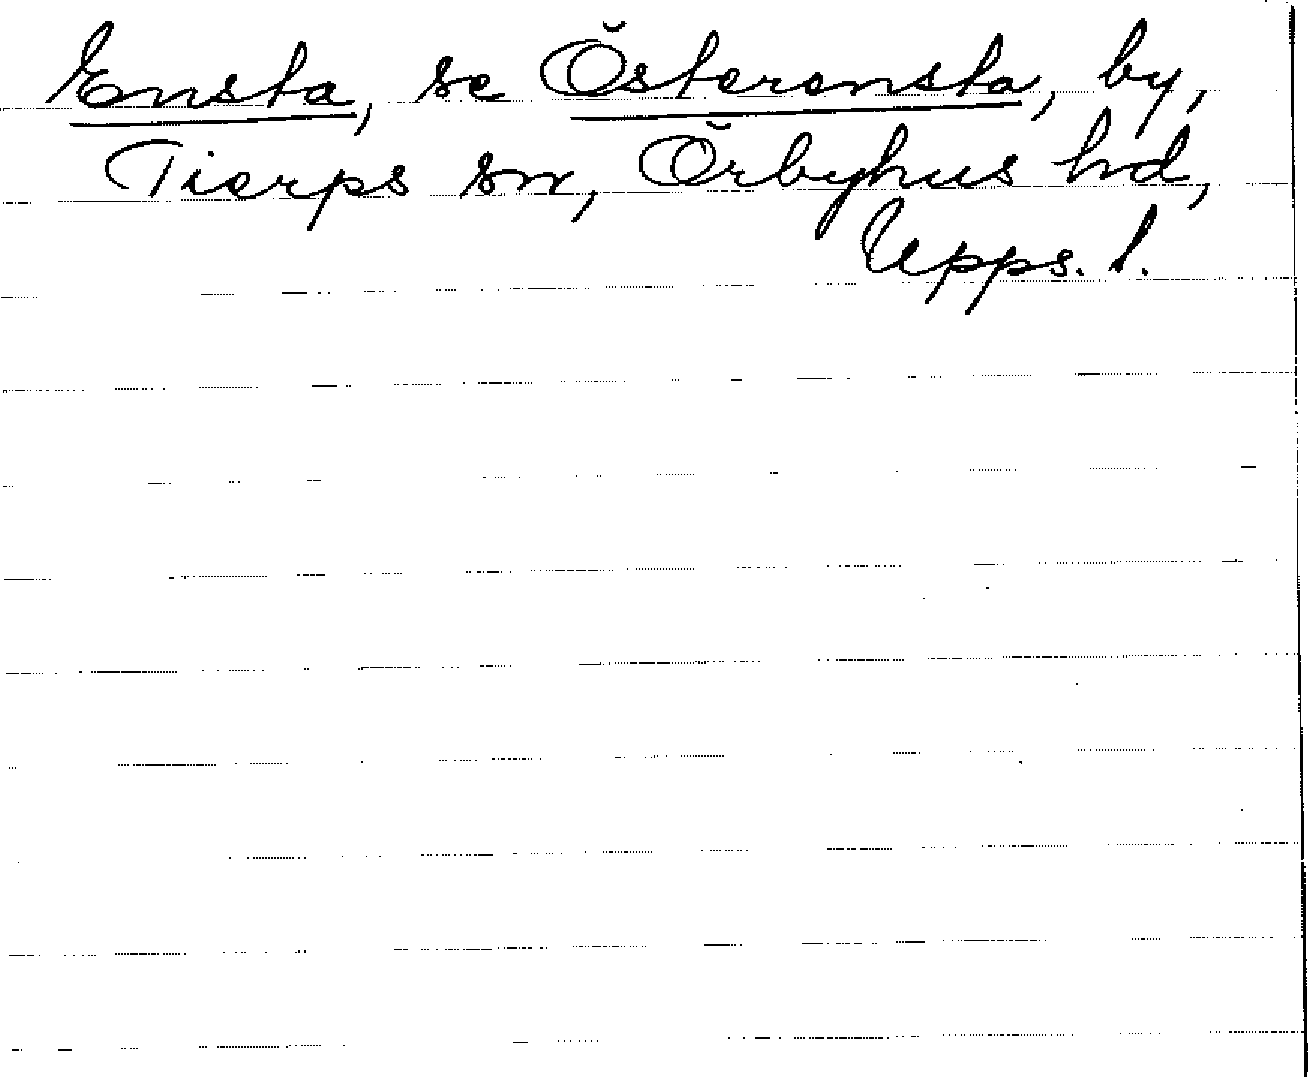 Ensta, se Österensta, by,
Tierps sn, Örbyhus hd,
Upps. l.